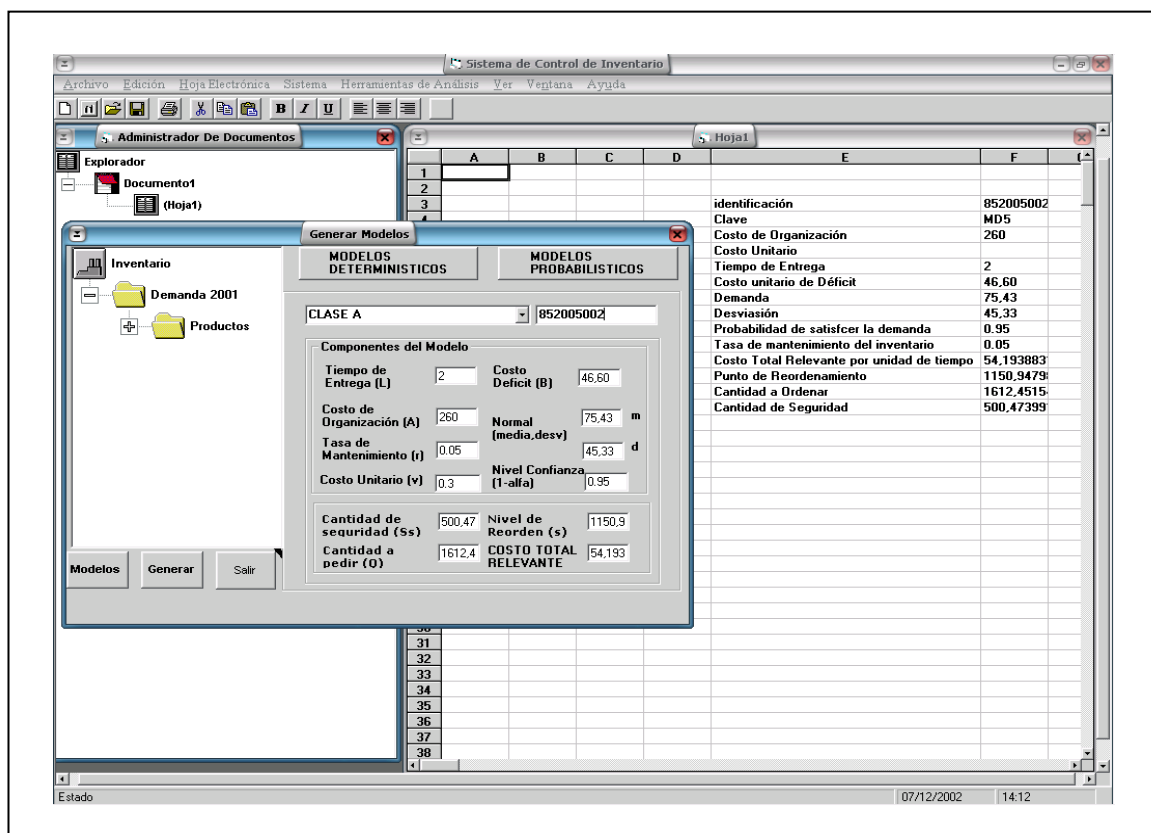 Sistema de Control de Inventario
Archivo Edición Hoja Electrónica Sistema Herramientas de Análisis Ver Ventana Ayuda
B I U
Administrador De Documentos
Explorador
Documento1
(Hoja1)
Hoja1
A B C D E F
1
2
3 identificación 852005002
4 Clave MD5
Costo de Organización 260
Costo Unitario
Tiempo de Entrega 2
Costo unitario de Déficit 46,60
Demanda 75,43
Desviasión 45,33
Probabilidad de satisfcer la demanda 0.95
Tasa de mantenimiento del inventario 0.05
Costo Total Relevante por unidad de tiempo 54,193883
Punto de Reordenamiento 1150,9479
Cantidad a Ordenar 1612,4515
Cantidad de Seguridad 500,47399
30
31
32
33
34
35
36
37
38
Generar Modelos
Inventario
Demanda 2001
Productos
MODELOS
DETERMINISTICOS
MODELOS
PROBABILISTICOS
CLASE A 852005002
Componentes del Modelo
Tiempo de
Entrega (L) 2
Costo
Deficit (B) 46,60
Costo de
Organización (A) 260
Normal
(media,desv) 75,43 m
45,33 d
Tasa de
Mantenimiento (r) 0.05
Costo Unitario (v) 0.3
Nivel Confianza
(1-alfa) 0.95
Cantidad de
seguridad (Ss) 500,47
Nivel de
Reorden (s) 1150,9
Cantidad a
pedir (Q) 1612,4
COSTO TOTAL
RELEVANTE 54,193
Modelos Generar Salir
Estado 07/12/2002 14:12